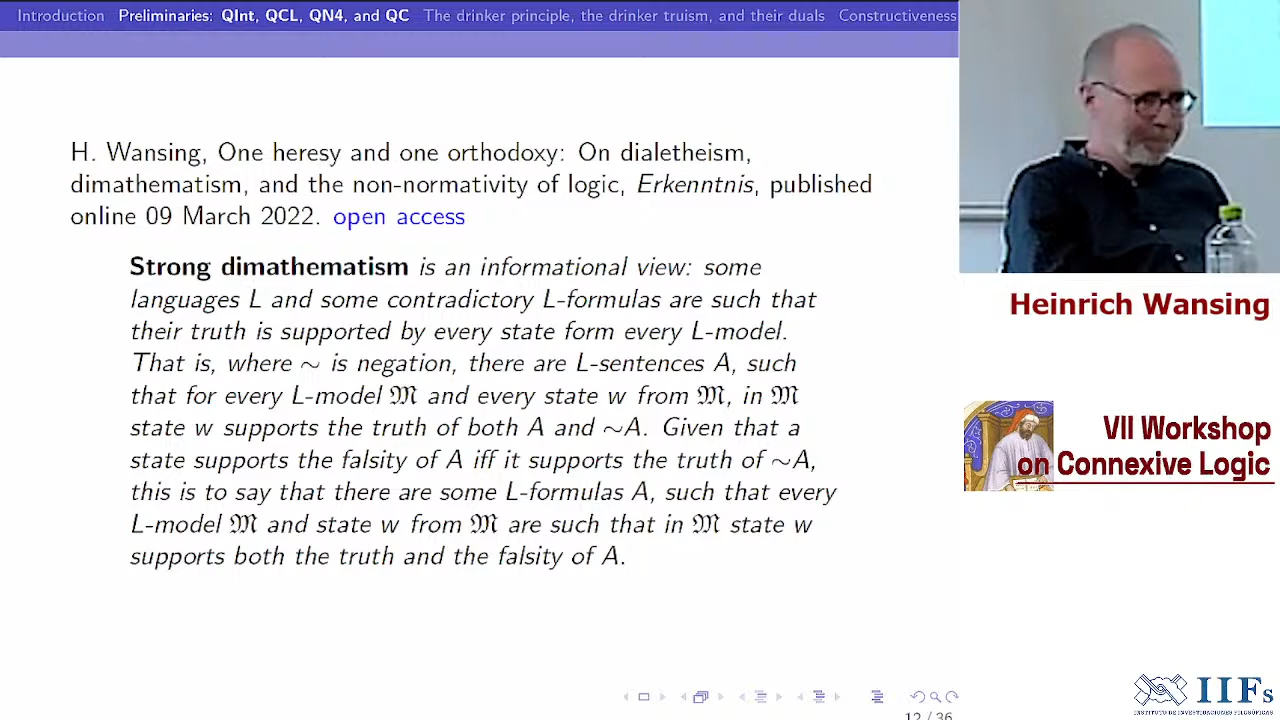 Introduction Preliminaries: QInt, QCL, QN4, and QC The drinker principle, the drinker truism, and their duals Constructiveness
H. Wansing, One heresy and one orthodoxy: On dialetheism,
dimathematism, and the non-normativity of logic, Erkenntnis, published
online 09 March 2022. open access
Strong dimathematism is an informational view: some
languages L and some contradictory L-formulas are such that
their truth is supported by every state form every L-model.
That is, where ∼ is negation, there are L-sentences A, such
that for every L-model 𝔐 and every state w from 𝔐, in 𝔐
state w supports the truth of both A and ∼A. Given that a
state supports the falsity of A iff it supports the truth of ∼A,
this is to say that there are some L-formulas A, such that every
L-model 𝔐 and state w from 𝔐 are such that in 𝔐 state w
supports both the truth and the falsity of A.
12 / 36
Heinrich Wansing
VII Workshop
on Connexive Logic
IIFs
INSTITUTO DE INVESTIGACIONES FILOSÓFICAS